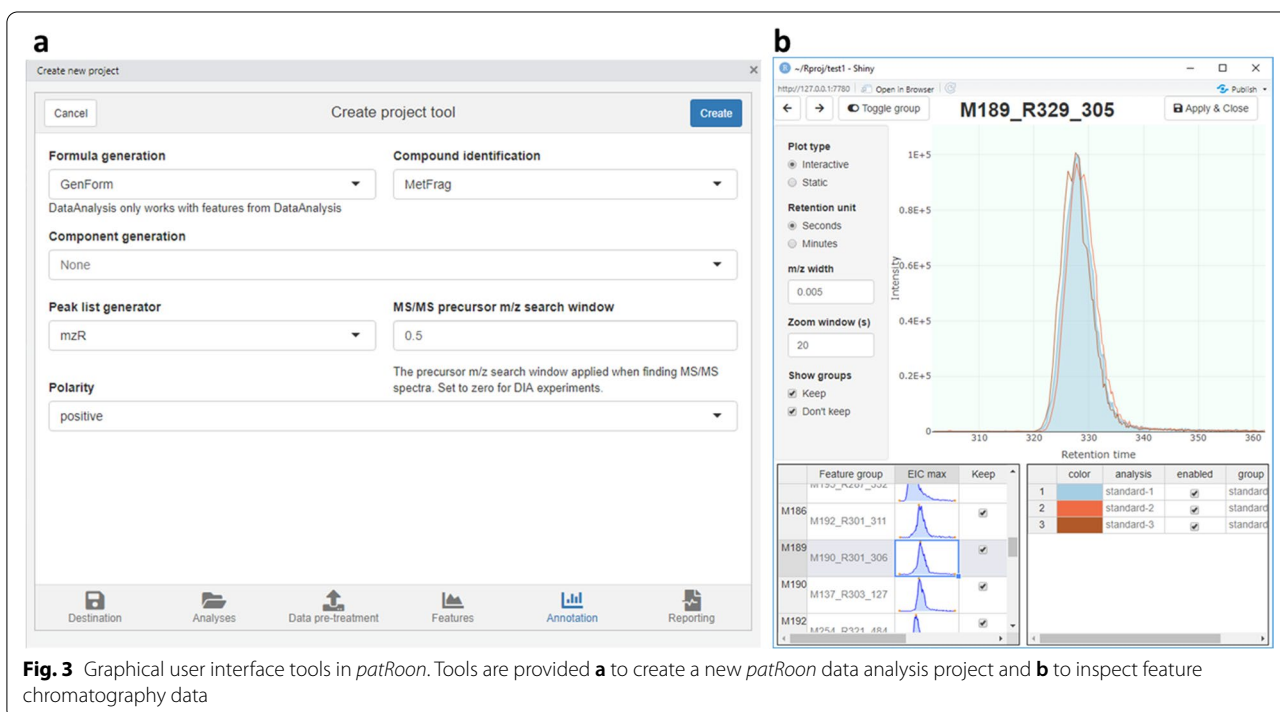 a
Create new project
×
Cancel
Create project tool
Create
Formula generation
Compound identification
GenForm
MetFrag
DataAnalysis only works with features from DataAnalysis
Component generation
None
Peak list generator
MS/MS precursor m/z search window
mzR
0.5
The precursor m/z search window applied when finding MS/MS
spectra. Set to zero for DIA experiments.
Polarity
positive
Destination
Analyses
Data pre-treatment
Features
Annotation
Reporting
b
~/Rproj/test1 - Shiny
http://127.0.0.1:7780
Open in Browser
Publish
Toggle group
M189_R329_305
Apply & Close
Plot type
Interactive
Static
Retention unit
Seconds
Minutes
m/z width
0.005
Zoom window (s)
20
Show groups
Keep
Don't keep
1E+5
0.8E+5
0.6E+5
0.4E+5
0.2E+5
0
Intensity
310 320 330 340 350 360
Retention time
Feature group EIC max Keep
M186 M192_R301_311
M189 M190_R301_306
M190 M137_R303_127
M192 M254_R321_484
color analysis enabled group
1 standard-1 standard
2 standard-2 standard
3 standard-3 standard
Fig. 3 Graphical user interface tools in patRoon. Tools are provided a to create a new patRoon data analysis project and b to inspect feature
chromatography data